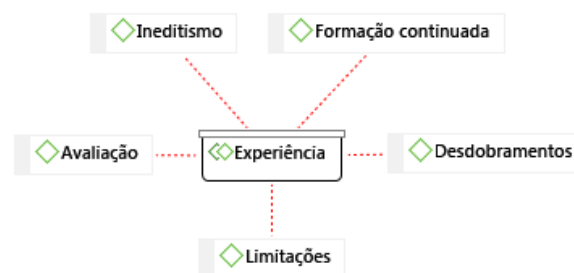 Ineditismo
Formação continuada
Avaliação
Experiência
Desdobramentos
Limitações